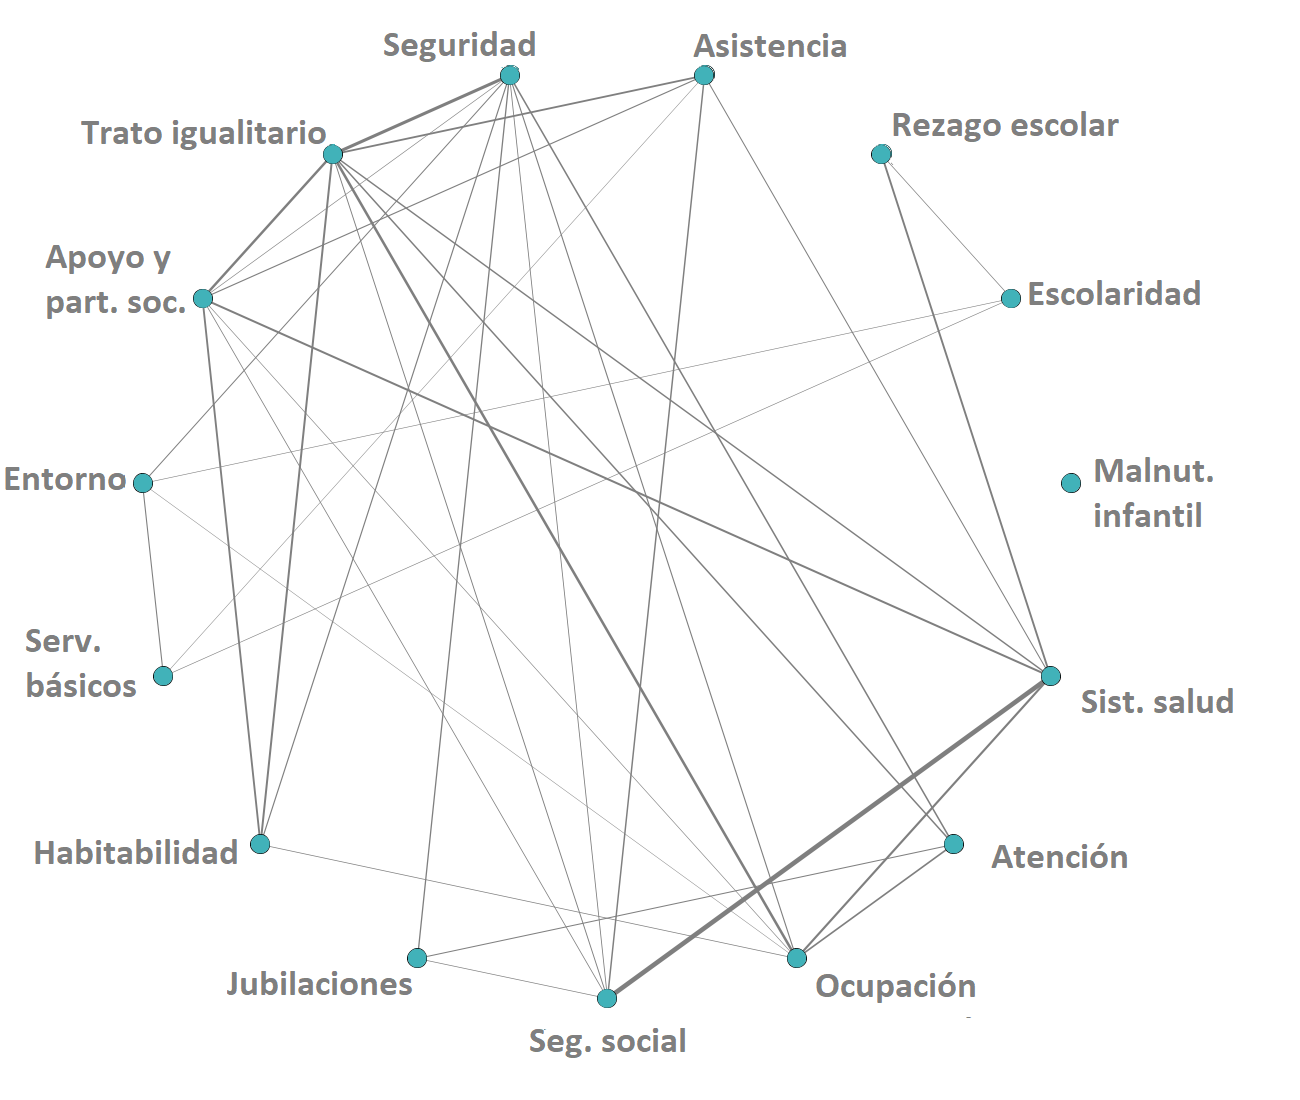 Seguridad
Asistencia
Trato igualitario
Rezago escolar
Apoyo y
part. soc.
Escolaridad
Entorno
Malnut.
infantil
Serv.
básicos
Sist. salud
Habitabilidad
Atención
Jubilaciones
Ocupación
Seg. social